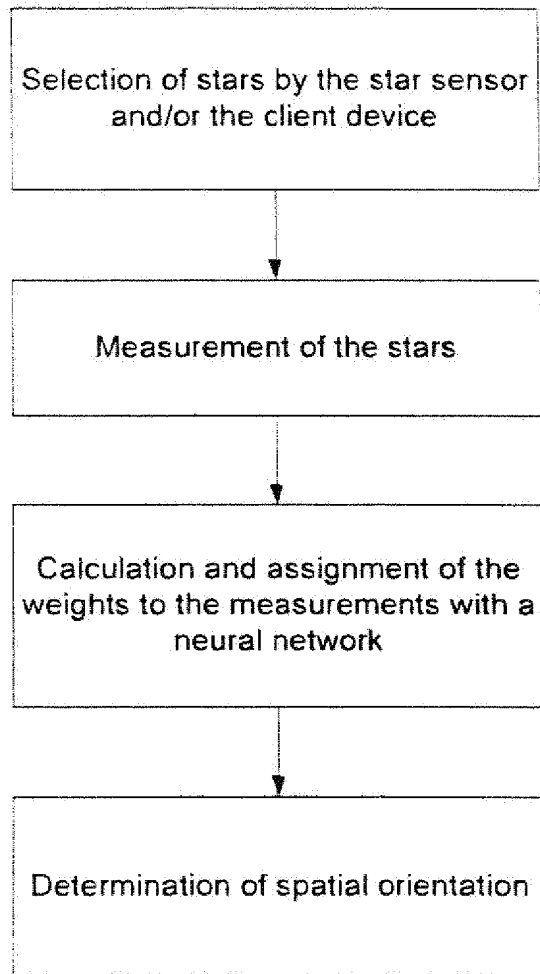 Selection of stars by the star sensor
and/or the client device
Measurement of the stars
Calculation and assignment of the
weights to the measurements with a
neural network
Determination of spatial orientation